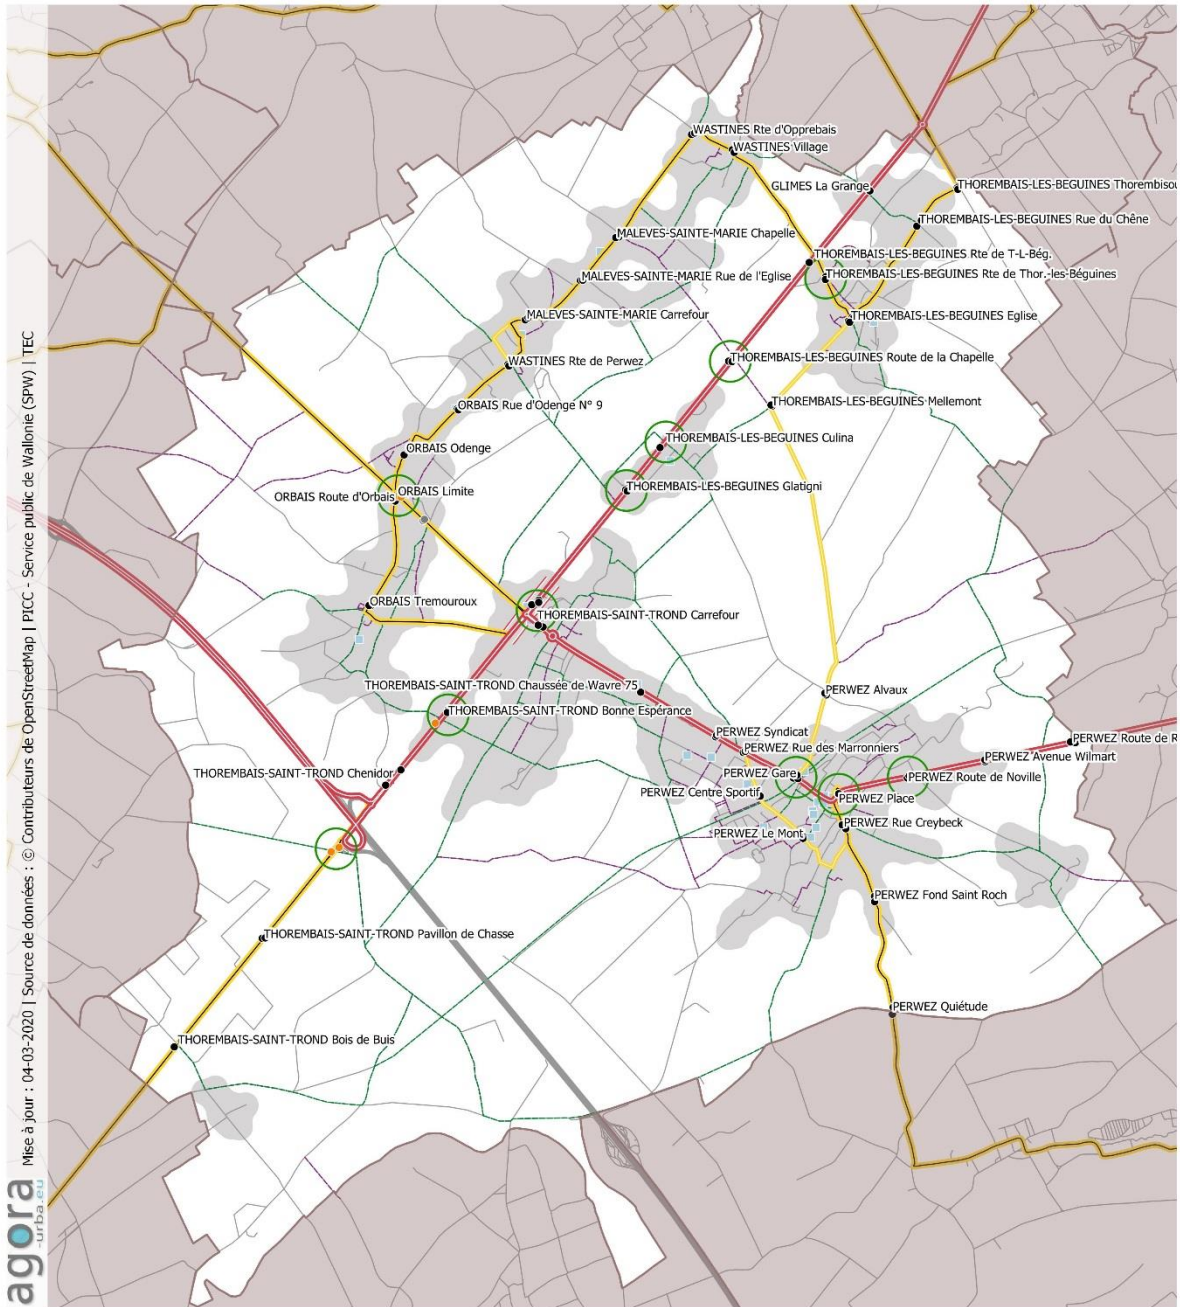 WASTINES Rte d'Opprebais
WASTINES Village
GLIMES La Grange
THOREMBAIS-LES-BEGUINES Thorembisou
THOREMBAIS-LES-BEGUINES Rue du Chêne
MALEVES-SAINTE-MARIE Chapelle
THOREMBAIS-LES-BEGUINES Rte de T-L-Bég.
MALEVES-SAINTE-MARIE Rue de l'Eglise
THOREMBAIS-LES-BEGUINES Rte de Thor.-les-Béguines
MALEVES-SAINTE-MARIE Carrefour
THOREMBAIS-LES-BEGUINES Eglise
WASTINES Rte de Perwez
THOREMBAIS-LES-BEGUINES Route de la Chapelle
ORBAIS Rue d'Odenge N° 9
THOREMBAIS-LES-BEGUINES Mellemont
ORBAIS Odenge
THOREMBAIS-LES-BEGUINES Culina
ORBAIS Route d'Orbais
ORBAIS Limite
THOREMBAIS-LES-BEGUINES Glatigni
ORBAIS Tremouroux
THOREMBAIS-SAINT-TROND Carrefour
THOREMBAIS-SAINT-TROND Chaussée de Wavre 75
PERWEZ Alvaux
THOREMBAIS-SAINT-TROND Bonne Espérance
PERWEZ Syndicat
PERWEZ Route de R
PERWEZ Rue des Marronniers
PERWEZ Avenue Wilmart
THOREMBAIS-SAINT-TROND Chenidor
PERWEZ Gare
PERWEZ Route de Noville
PERWEZ Centre Sportif
PERWEZ Place
PERWEZ Rue Creybeck
PERWEZ Le Mont
PERWEZ Fond Saint Roch
THOREMBAIS-SAINT-TROND Pavillon de Chasse
PERWEZ Quiétude
THOREMBAIS-SAINT-TROND Bois de Buis
agora
-urba.eu
Mise à jour : 04-03-2020 | Source de données : © Contributeurs de OpenStreetMap | PICC - Service public de Wallonie (SPW) | TEC